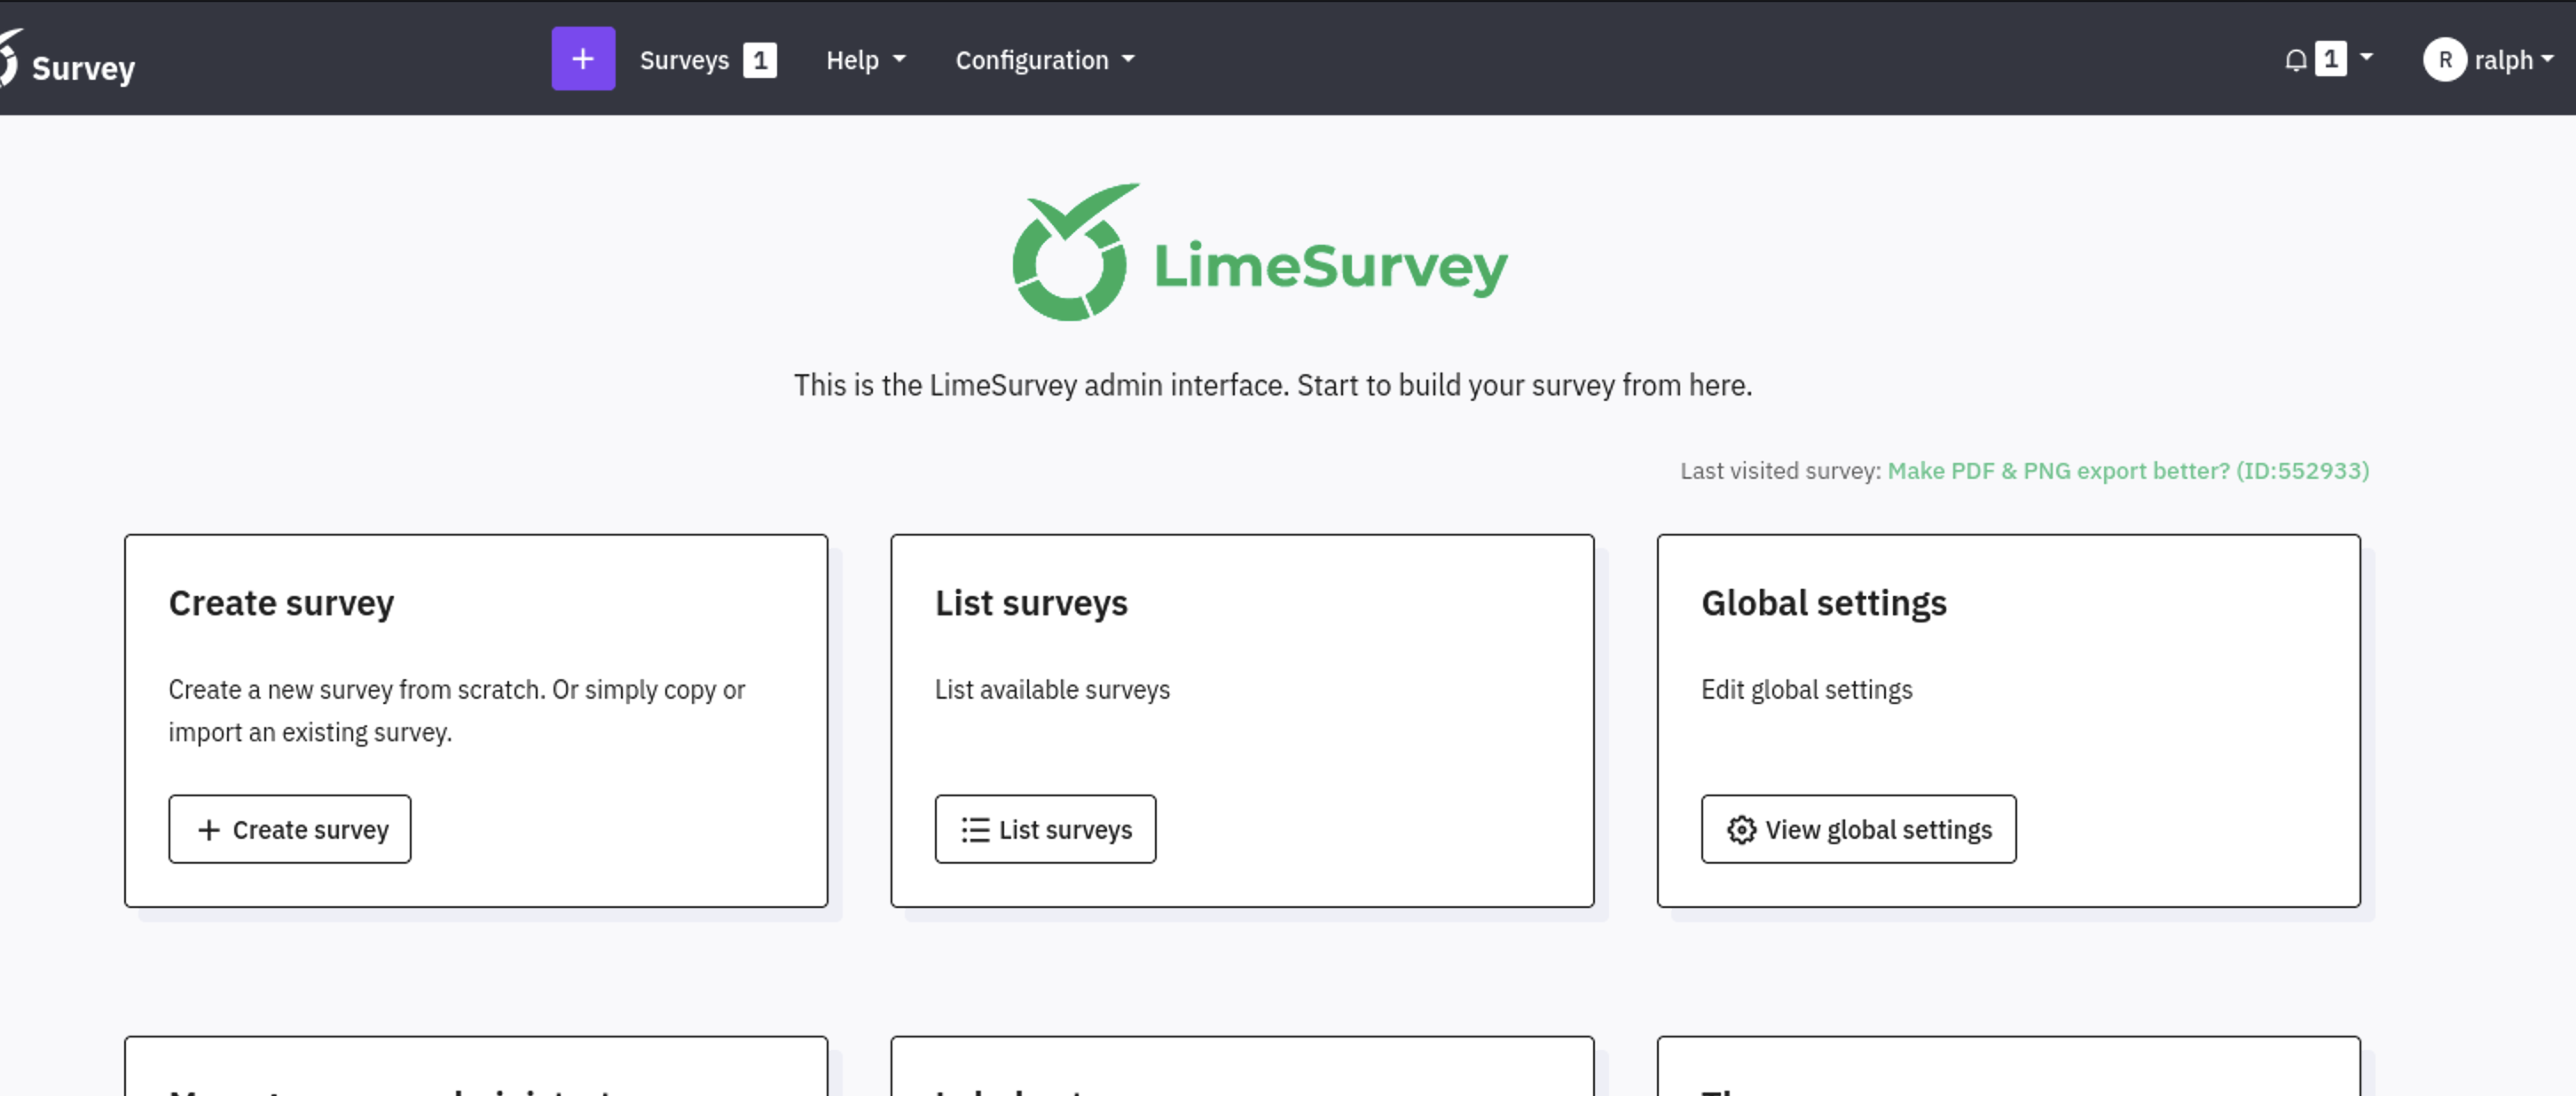 Survey
+ Surveys 1 Help Configuration 1 R ralph
LimeSurvey
This is the LimeSurvey admin interface. Start to build your survey from here.
Last visited survey: Make PDF & PNG export better? (ID:552933)
Create survey
Create a new survey from scratch. Or simply copy or
import an existing survey.
+ Create survey
List surveys
List available surveys
List surveys
Global settings
Edit global settings
View global settings